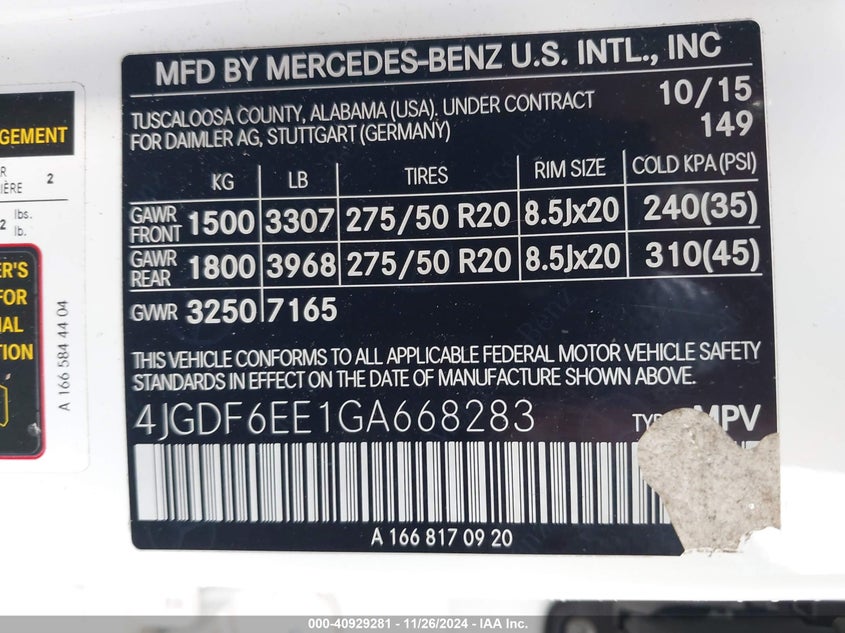 MFD BY MERCEDES-BENZ U.S. INTL., INC
TUSCALOOSA COUNTY, ALABAMA (USA), UNDER CONTRACT
FOR DAIMLER AG, STUTTGART (GERMANY)
10/15
149
KG LB TIRES RIM SIZE COLD KPA (PSI)
GAWR FRONT 1500 3307 275/50 R20 8.5Jx20 240(35)
GAWR REAR 1800 3968 275/50 R20 8.5Jx20 310(45)
GVWR 3250 7165
THIS VEHICLE CONFORMS TO ALL APPLICABLE FEDERAL MOTOR VEHICLE SAFETY
STANDARDS IN EFFECT ON THE DATE OF MANUFACTURE SHOWN ABOVE.
4JGDF6EE1GA668283 MPV
A 166 817 09 20
GEMENT
2
lbs.
lb.
FOR
A 166 584 44 04
000-40929281 - 11/26/2024 - IAA Inc.